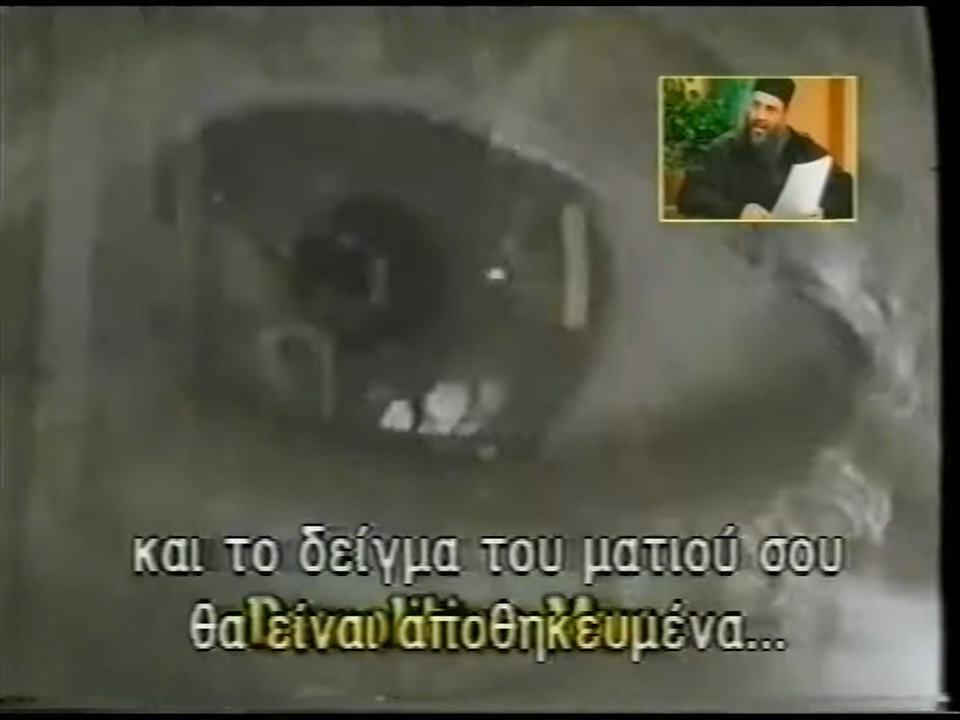 και το δείγμα του ματιού σου
θα είναι αποθηκευμένα...